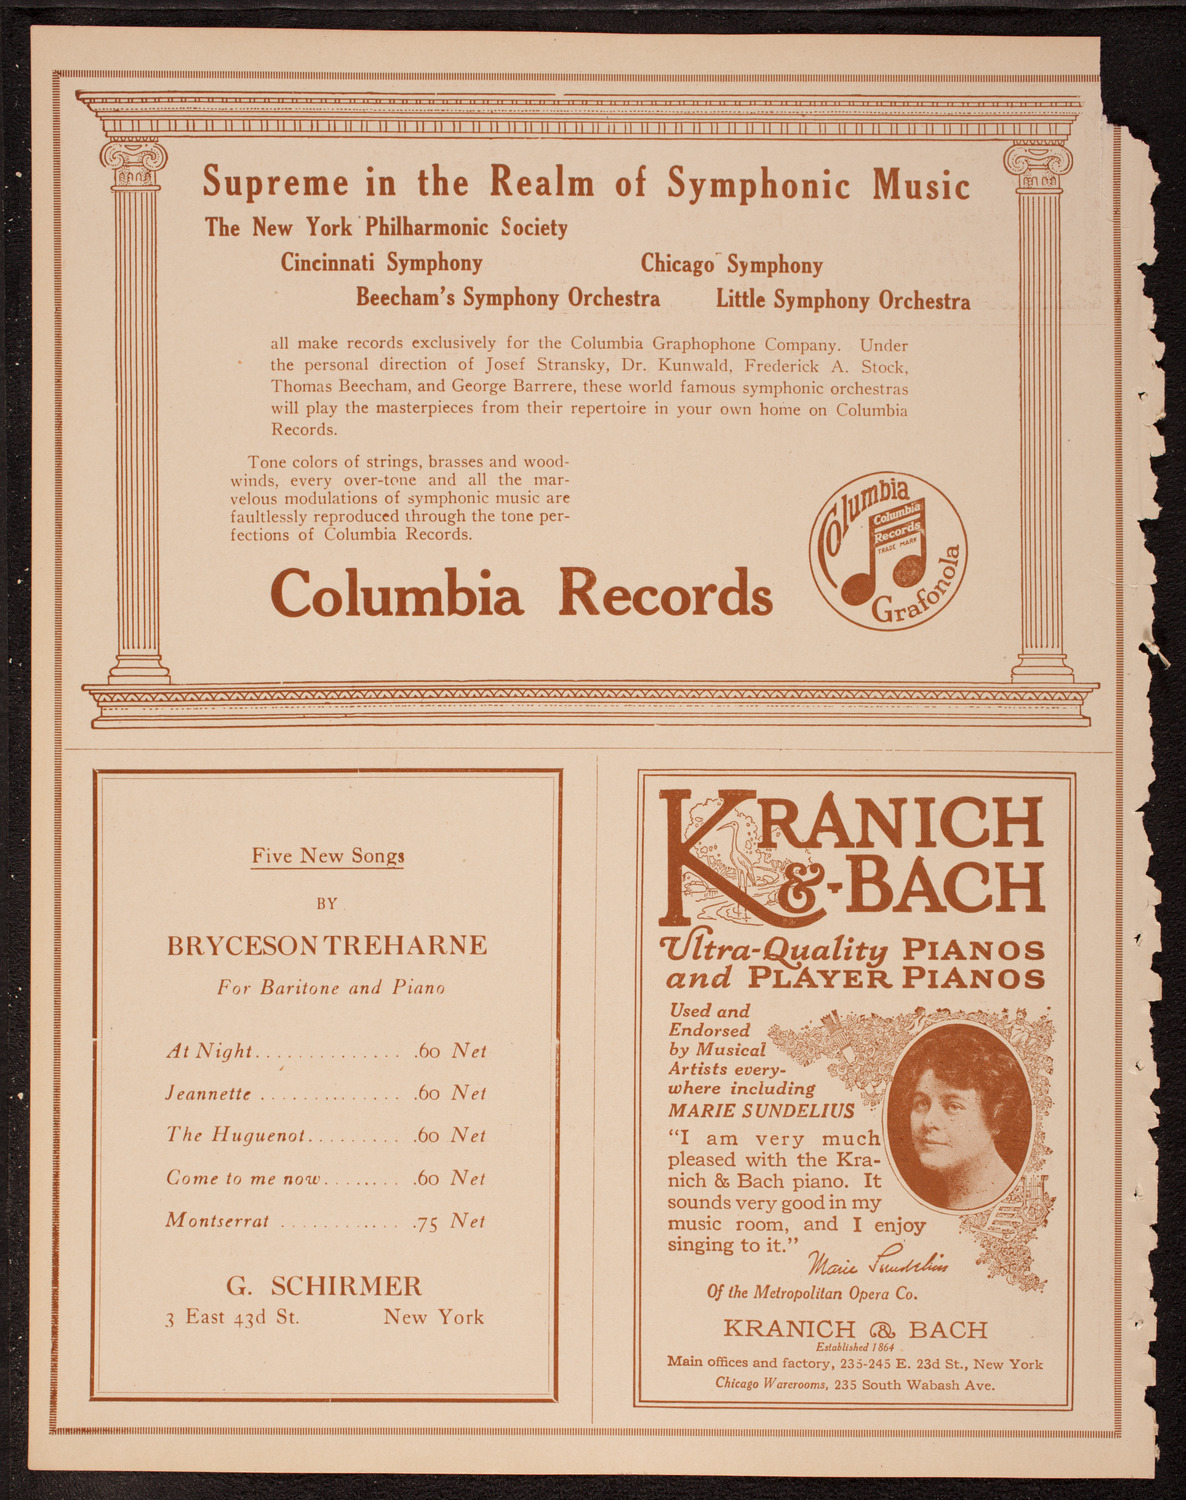 Supreme in the Realm of Symphonic Music
The New York Philharmonic Society
Cincinnati Symphony Chicago Symphony
Beecham's Symphony Orchestra Little Symphony Orchestra
all make records exclusively for the Columbia Graphophone Company. Under
the personal direction of Josef Stransky, Dr. Kunwald, Frederick A. Stock,
Thomas Beecham, and George Barrere, these world famous symphonic orchestras
will play the masterpieces from their repertoire in your own home on Columbia
Records.
Tone colors of strings, brasses and wood-
winds, every over-tone and all the mar-
velous modulations of symphonic music are
faultlessly reproduced through the tone per-
fections of Columbia Records.
Columbia Records
Columbia
Columbia
Records
TRADE MARK
Grafonola
Five New Songs
BY
BRYCESON TREHARNE
For Baritone and Piano
At Night.............. .60 Net
Jeannette .............. .60 Net
The Huguenot.......... .60 Net
Come to me now......... .60 Net
Montserrat ............ .75 Net
G. SCHIRMER
3 East 43d St. New York
KRANICH
&-BACH
Ultra-Quality PIANOS
and PLAYER PIANOS
Used and
Endorsed
by Musical
Artists every-
where including
MARIE SUNDELIUS
"I am very much
pleased with the Kra-
nich & Bach piano. It
sounds very good in my
music room, and I enjoy
singing to it."
Marie Sundelius
Of the Metropolitan Opera Co.
KRANICH & BACH
Established 1864
Main offices and factory, 235-245 E. 23d St., New York
Chicago Warerooms, 235 South Wabash Ave.